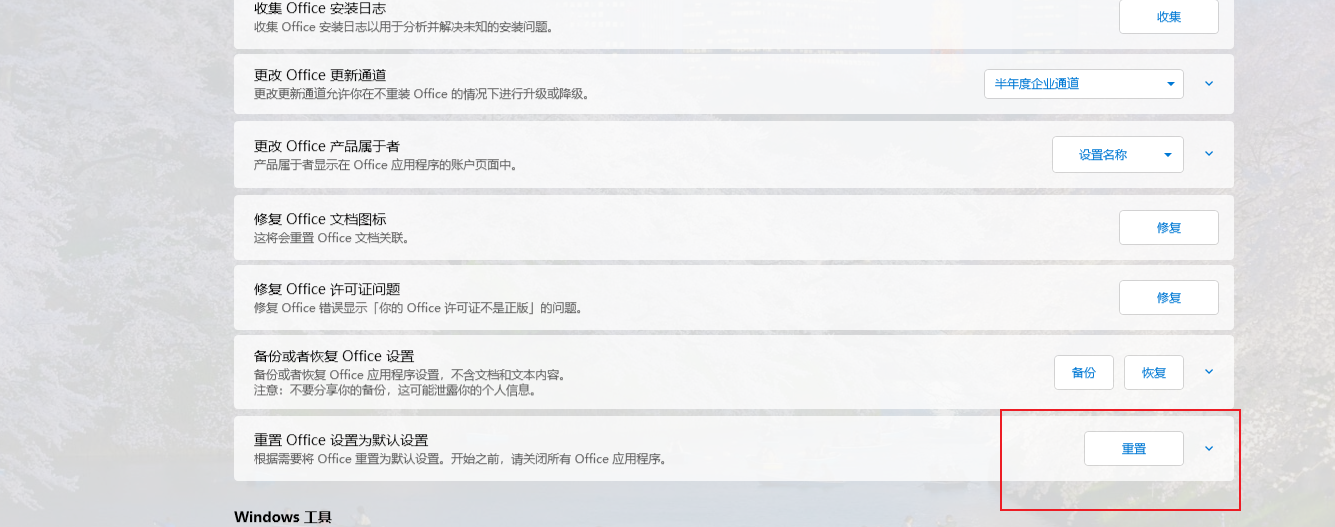 收集 Office 安装日志
收集 Office 安装日志以用于分析并解决未知的安装问题。
收集
更改 Office 更新通道
更改更新通道允许你在不重装 Office 的情况下进行升级或降级。
半年度企业通道
更改 Office 产品属于者
产品属于者显示在 Office 应用程序的账户页面中。
设置名称
修复 Office 文档图标
这将会重置 Office 文档关联。
修复
修复 Office 许可证问题
修复 Office 错误显示「你的 Office 许可证不是正版」的问题。
修复
备份或者恢复 Office 设置
备份或者恢复 Office 应用程序设置，不含文档和文本内容。
注意：不要分享你的备份，这可能泄露你的个人信息。
备份 恢复
重置 Office 设置为默认设置
根据需要将 Office 重置为默认设置。开始之前，请关闭所有 Office 应用程序。
重置
Windows 工具